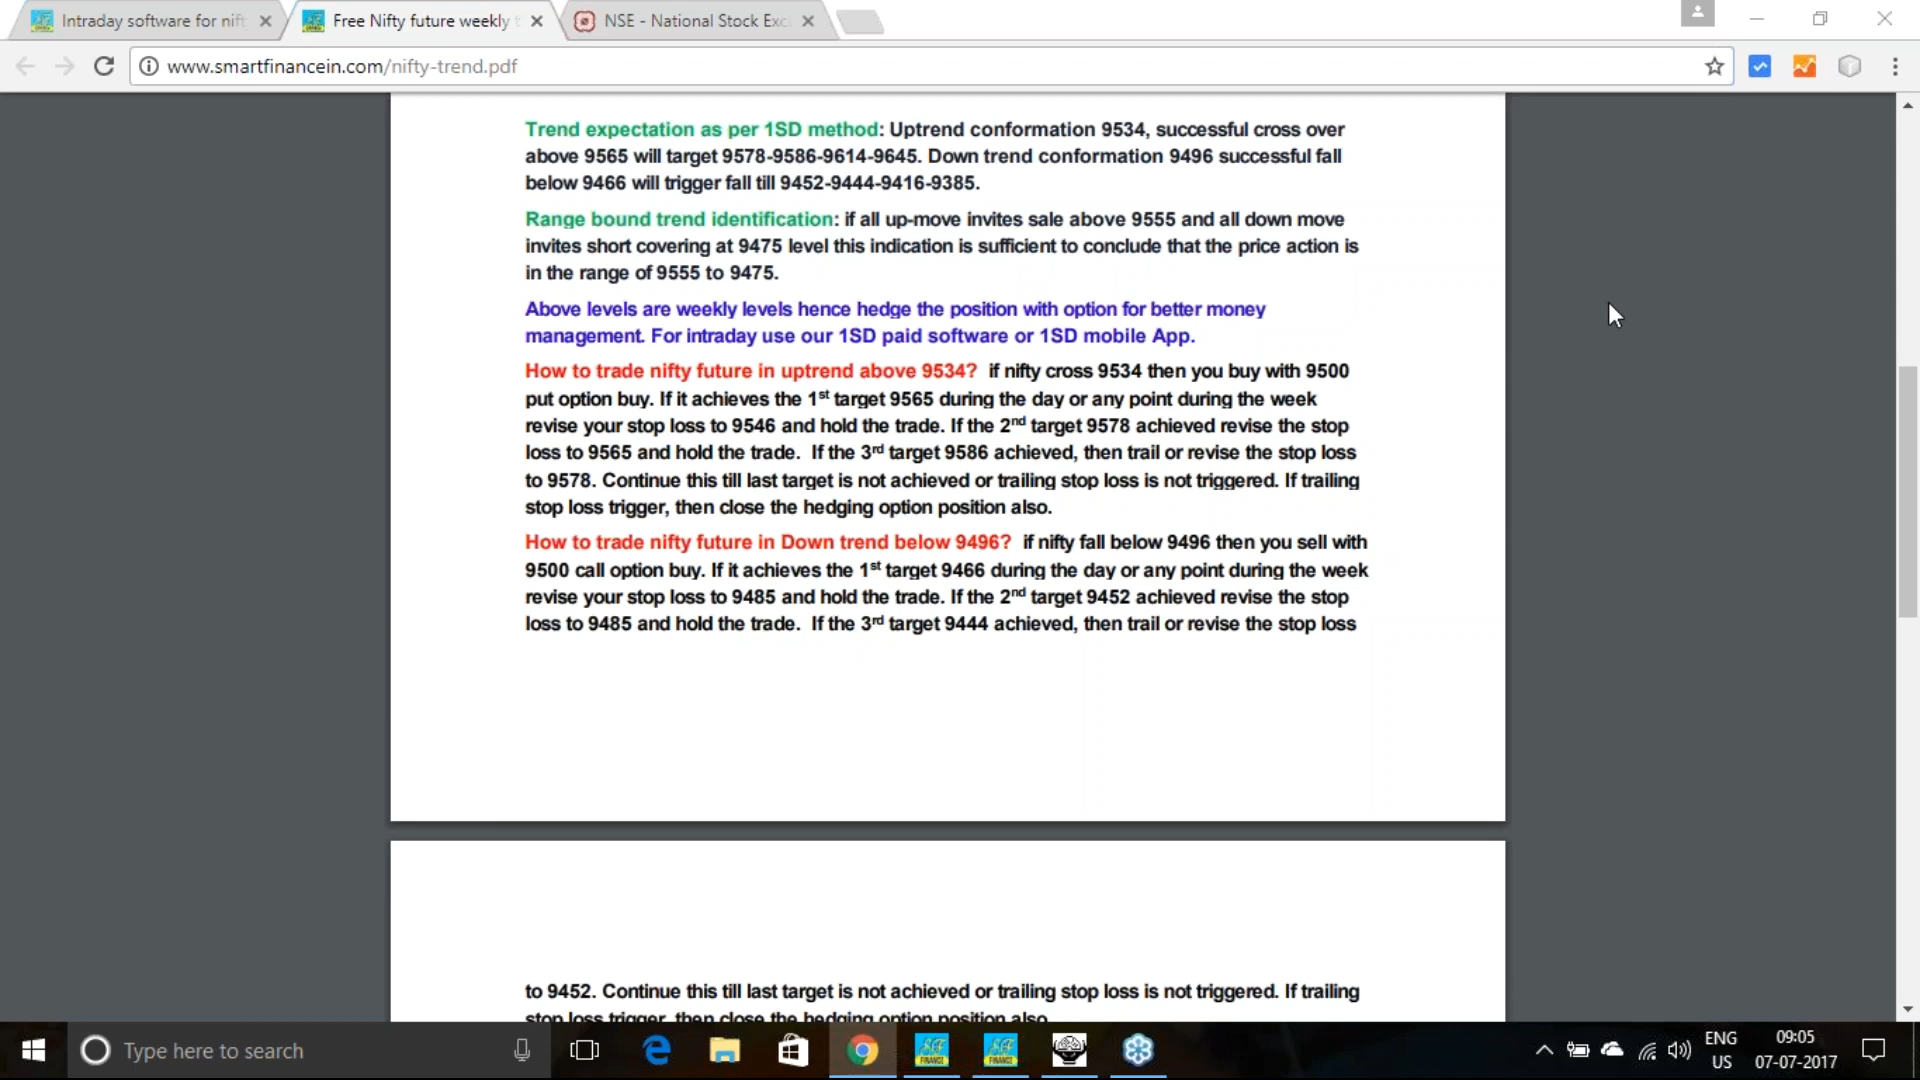 Intraday software for nift
Free Nifty future weekly
NSE - National Stock Exc
www.smartfinancein.com/nifty-trend.pdf
Trend expectation as per 1SD method: Uptrend conformation 9534, successful cross over
above 9565 will target 9578-9586-9614-9645. Down trend conformation 9496 successful fall
below 9466 will trigger fall till 9452-9444-9416-9385.
Range bound trend identification: if all up-move invites sale above 9555 and all down move
invites short covering at 9475 level this indication is sufficient to conclude that the price action is
in the range of 9555 to 9475.
Above levels are weekly levels hence hedge the position with option for better money
management. For intraday use our 1SD paid software or 1SD mobile App.
How to trade nifty future in uptrend above 9534? if nifty cross 9534 then you buy with 9500
put option buy. If it achieves the 1st target 9565 during the day or any point during the week
revise your stop loss to 9546 and hold the trade. If the 2nd target 9578 achieved revise the stop
loss to 9565 and hold the trade. If the 3rd target 9586 achieved, then trail or revise the stop loss
to 9578. Continue this till last target is not achieved or trailing stop loss is not triggered. If trailing
stop loss trigger, then close the hedging option position also.
How to trade nifty future in Down trend below 9496? if nifty fall below 9496 then you sell with
9500 call option buy. If it achieves the 1st target 9466 during the day or any point during the week
revise your stop loss to 9485 and hold the trade. If the 2nd target 9452 achieved revise the stop
loss to 9485 and hold the trade. If the 3rd target 9444 achieved, then trail or revise the stop loss
to 9452. Continue this till last target is not achieved or trailing stop loss is not triggered. If trailing
stop loss trigger, then close the hedging option position also
Type here to search
SF FINANCE
SF FINANCE
ENG
US
09:05
07-07-2017